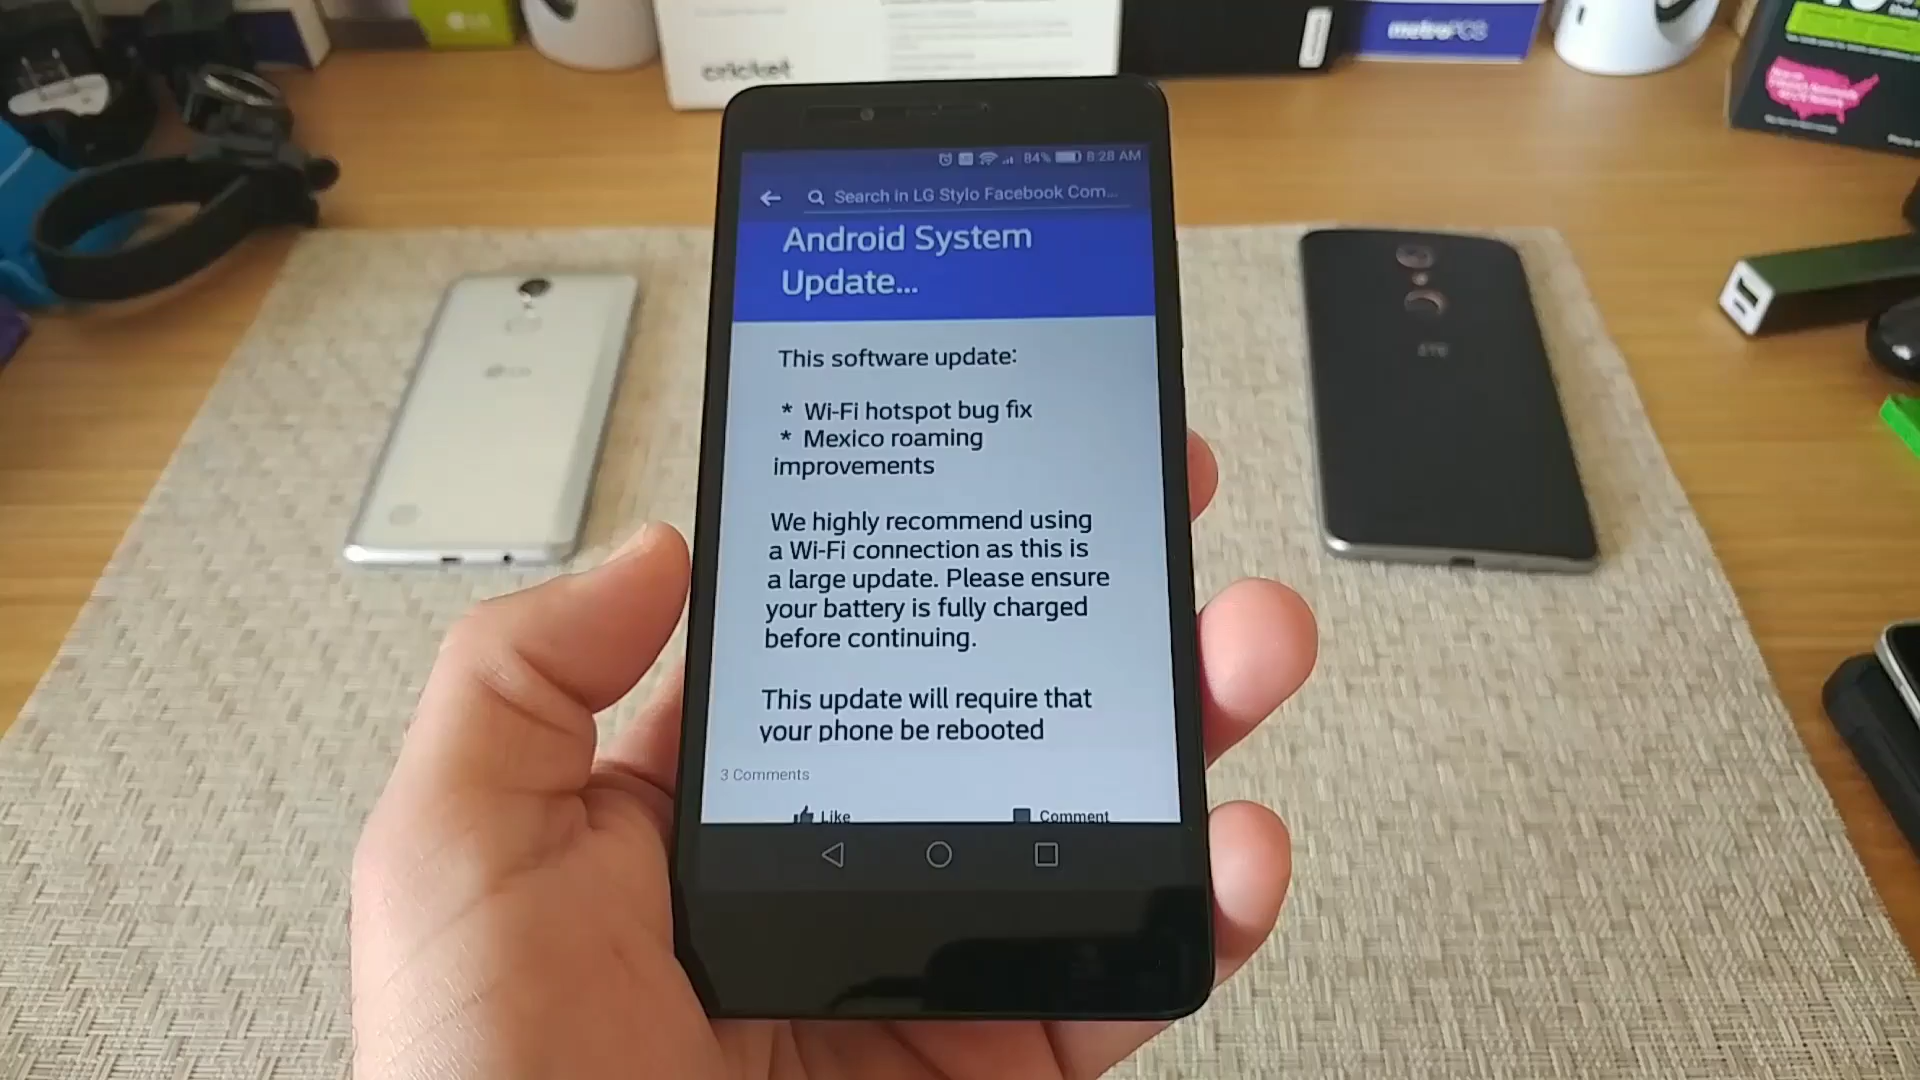 cricket
metroPCS
84% 8:28 AM
Search in LG Stylo Facebook Com...
Android System
Update...
This software update:
* Wi-Fi hotspot bug fix
* Mexico roaming
improvements
We highly recommend using
a Wi-Fi connection as this is
a large update. Please ensure
your battery is fully charged
before continuing.
This update will require that
your phone be rebooted
3 Comments
Like
Comment
LG
ZTE